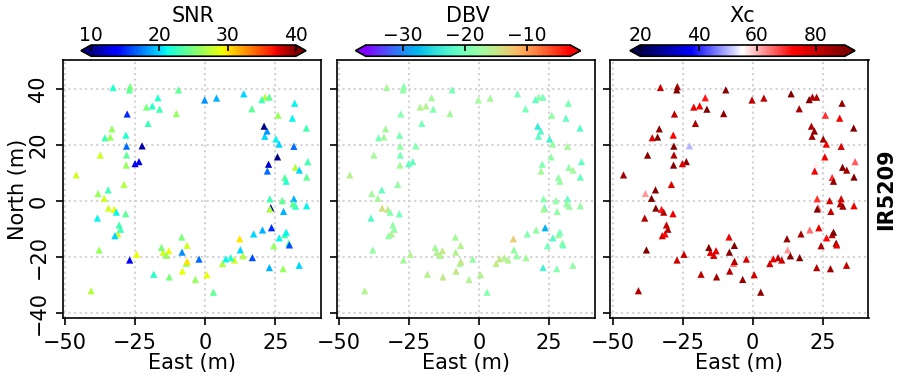 SNR DBV Xc
10 20 30 40 −30 −20 −10 20 40 60 80
North (m)
40
20
0
−20
−40
−50 −25 0 25 −50 −25 0 25 −50 −25 0 25
East (m) East (m) East (m)
IR5209